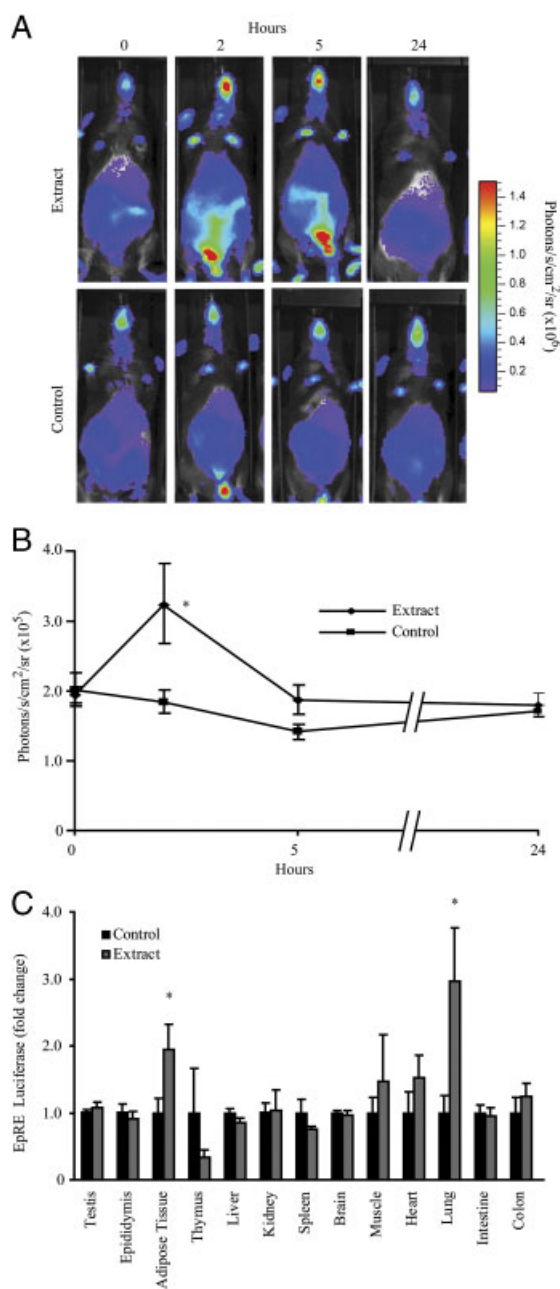 A
Hours
0 2 5 24
Extract
Control
1.4
1.2
1.0
0.8
0.6
0.4
0.2
Photons/s/cm²/sr (x10⁶)
B
Photons/s/cm²/sr (x10⁵)
4.0
3.0
2.0
1.0
0
*
Extract
Control
0 5 24
Hours
C
EpRE Luciferase (fold change)
4.0
3.0
2.0
1.0
0
Control
Extract
*
*
Testis
Epididymis
Adipose Tissue
Thymus
Liver
Kidney
Spleen
Brain
Muscle
Heart
Lung
Intestine
Colon